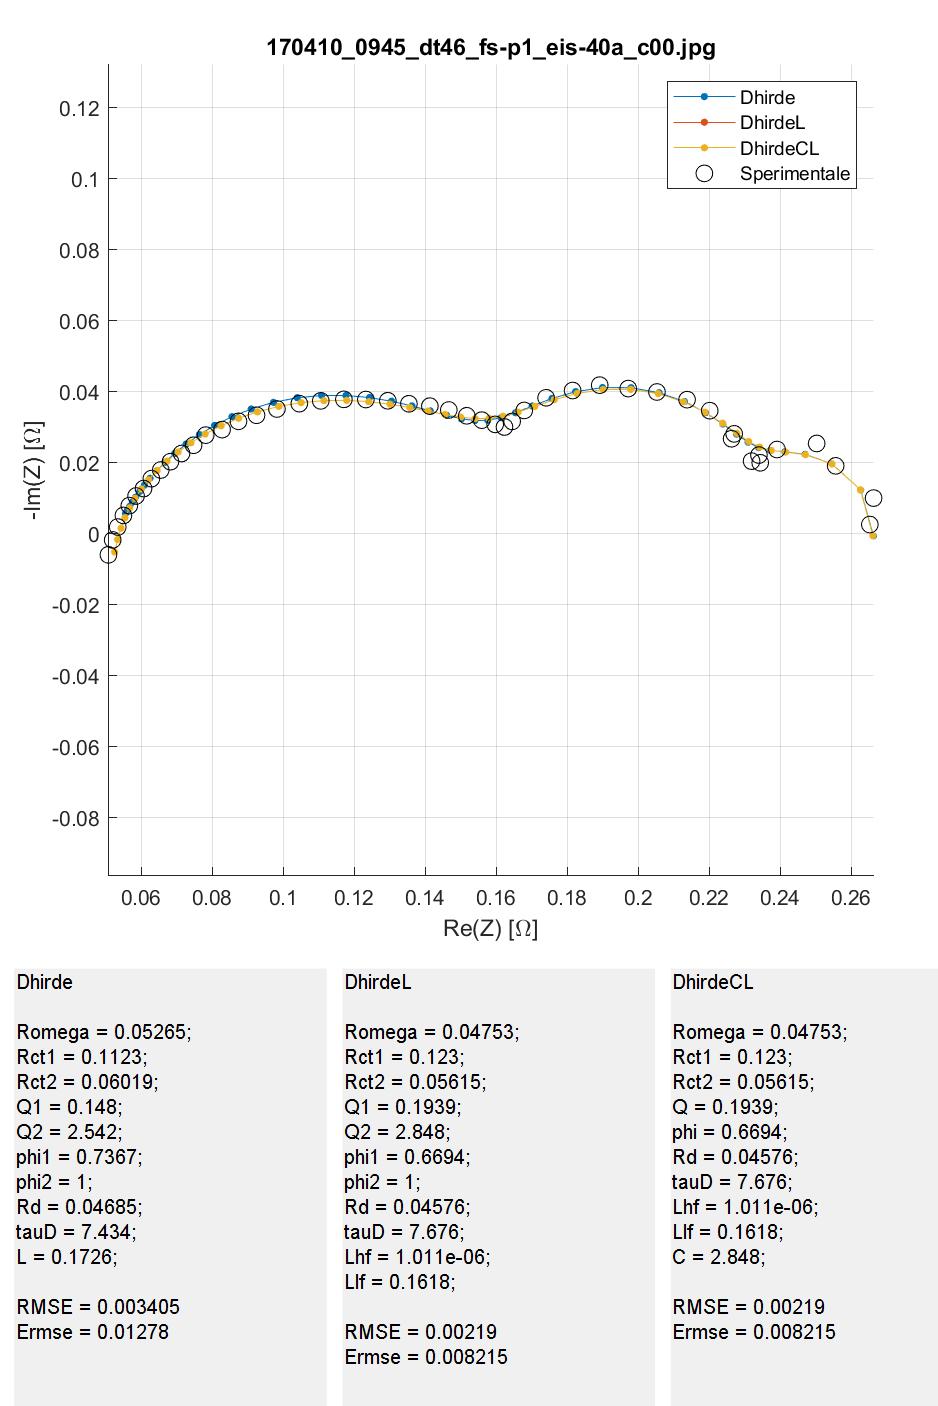 170410_0945_dt46_fs-p1_eis-40a_c00.jpg
Dhirde
DhirdeL
DhirdeCL
Sperimentale
0.12
0.1
0.08
0.06
0.04
0.02
0
-0.02
-0.04
-0.06
-0.08
-Im(Z) [Ω]
0.06 0.08 0.1 0.12 0.14 0.16 0.18 0.2 0.22 0.24 0.26
Re(Z) [Ω]
Dhirde
Romega = 0.05265;
Rct1 = 0.1123;
Rct2 = 0.06019;
Q1 = 0.148;
Q2 = 2.542;
phi1 = 0.7367;
phi2 = 1;
Rd = 0.04685;
tauD = 7.434;
L = 0.1726;
RMSE = 0.003405
Ermse = 0.01278
DhirdeL
Romega = 0.04753;
Rct1 = 0.123;
Rct2 = 0.05615;
Q1 = 0.1939;
Q2 = 2.848;
phi1 = 0.6694;
phi2 = 1;
Rd = 0.04576;
tauD = 7.676;
Lhf = 1.011e-06;
Llf = 0.1618;
RMSE = 0.00219
Ermse = 0.008215
DhirdeCL
Romega = 0.04753;
Rct1 = 0.123;
Rct2 = 0.05615;
Q = 0.1939;
phi = 0.6694;
Rd = 0.04576;
tauD = 7.676;
Lhf = 1.011e-06;
Llf = 0.1618;
C = 2.848;
RMSE = 0.00219
Ermse = 0.008215